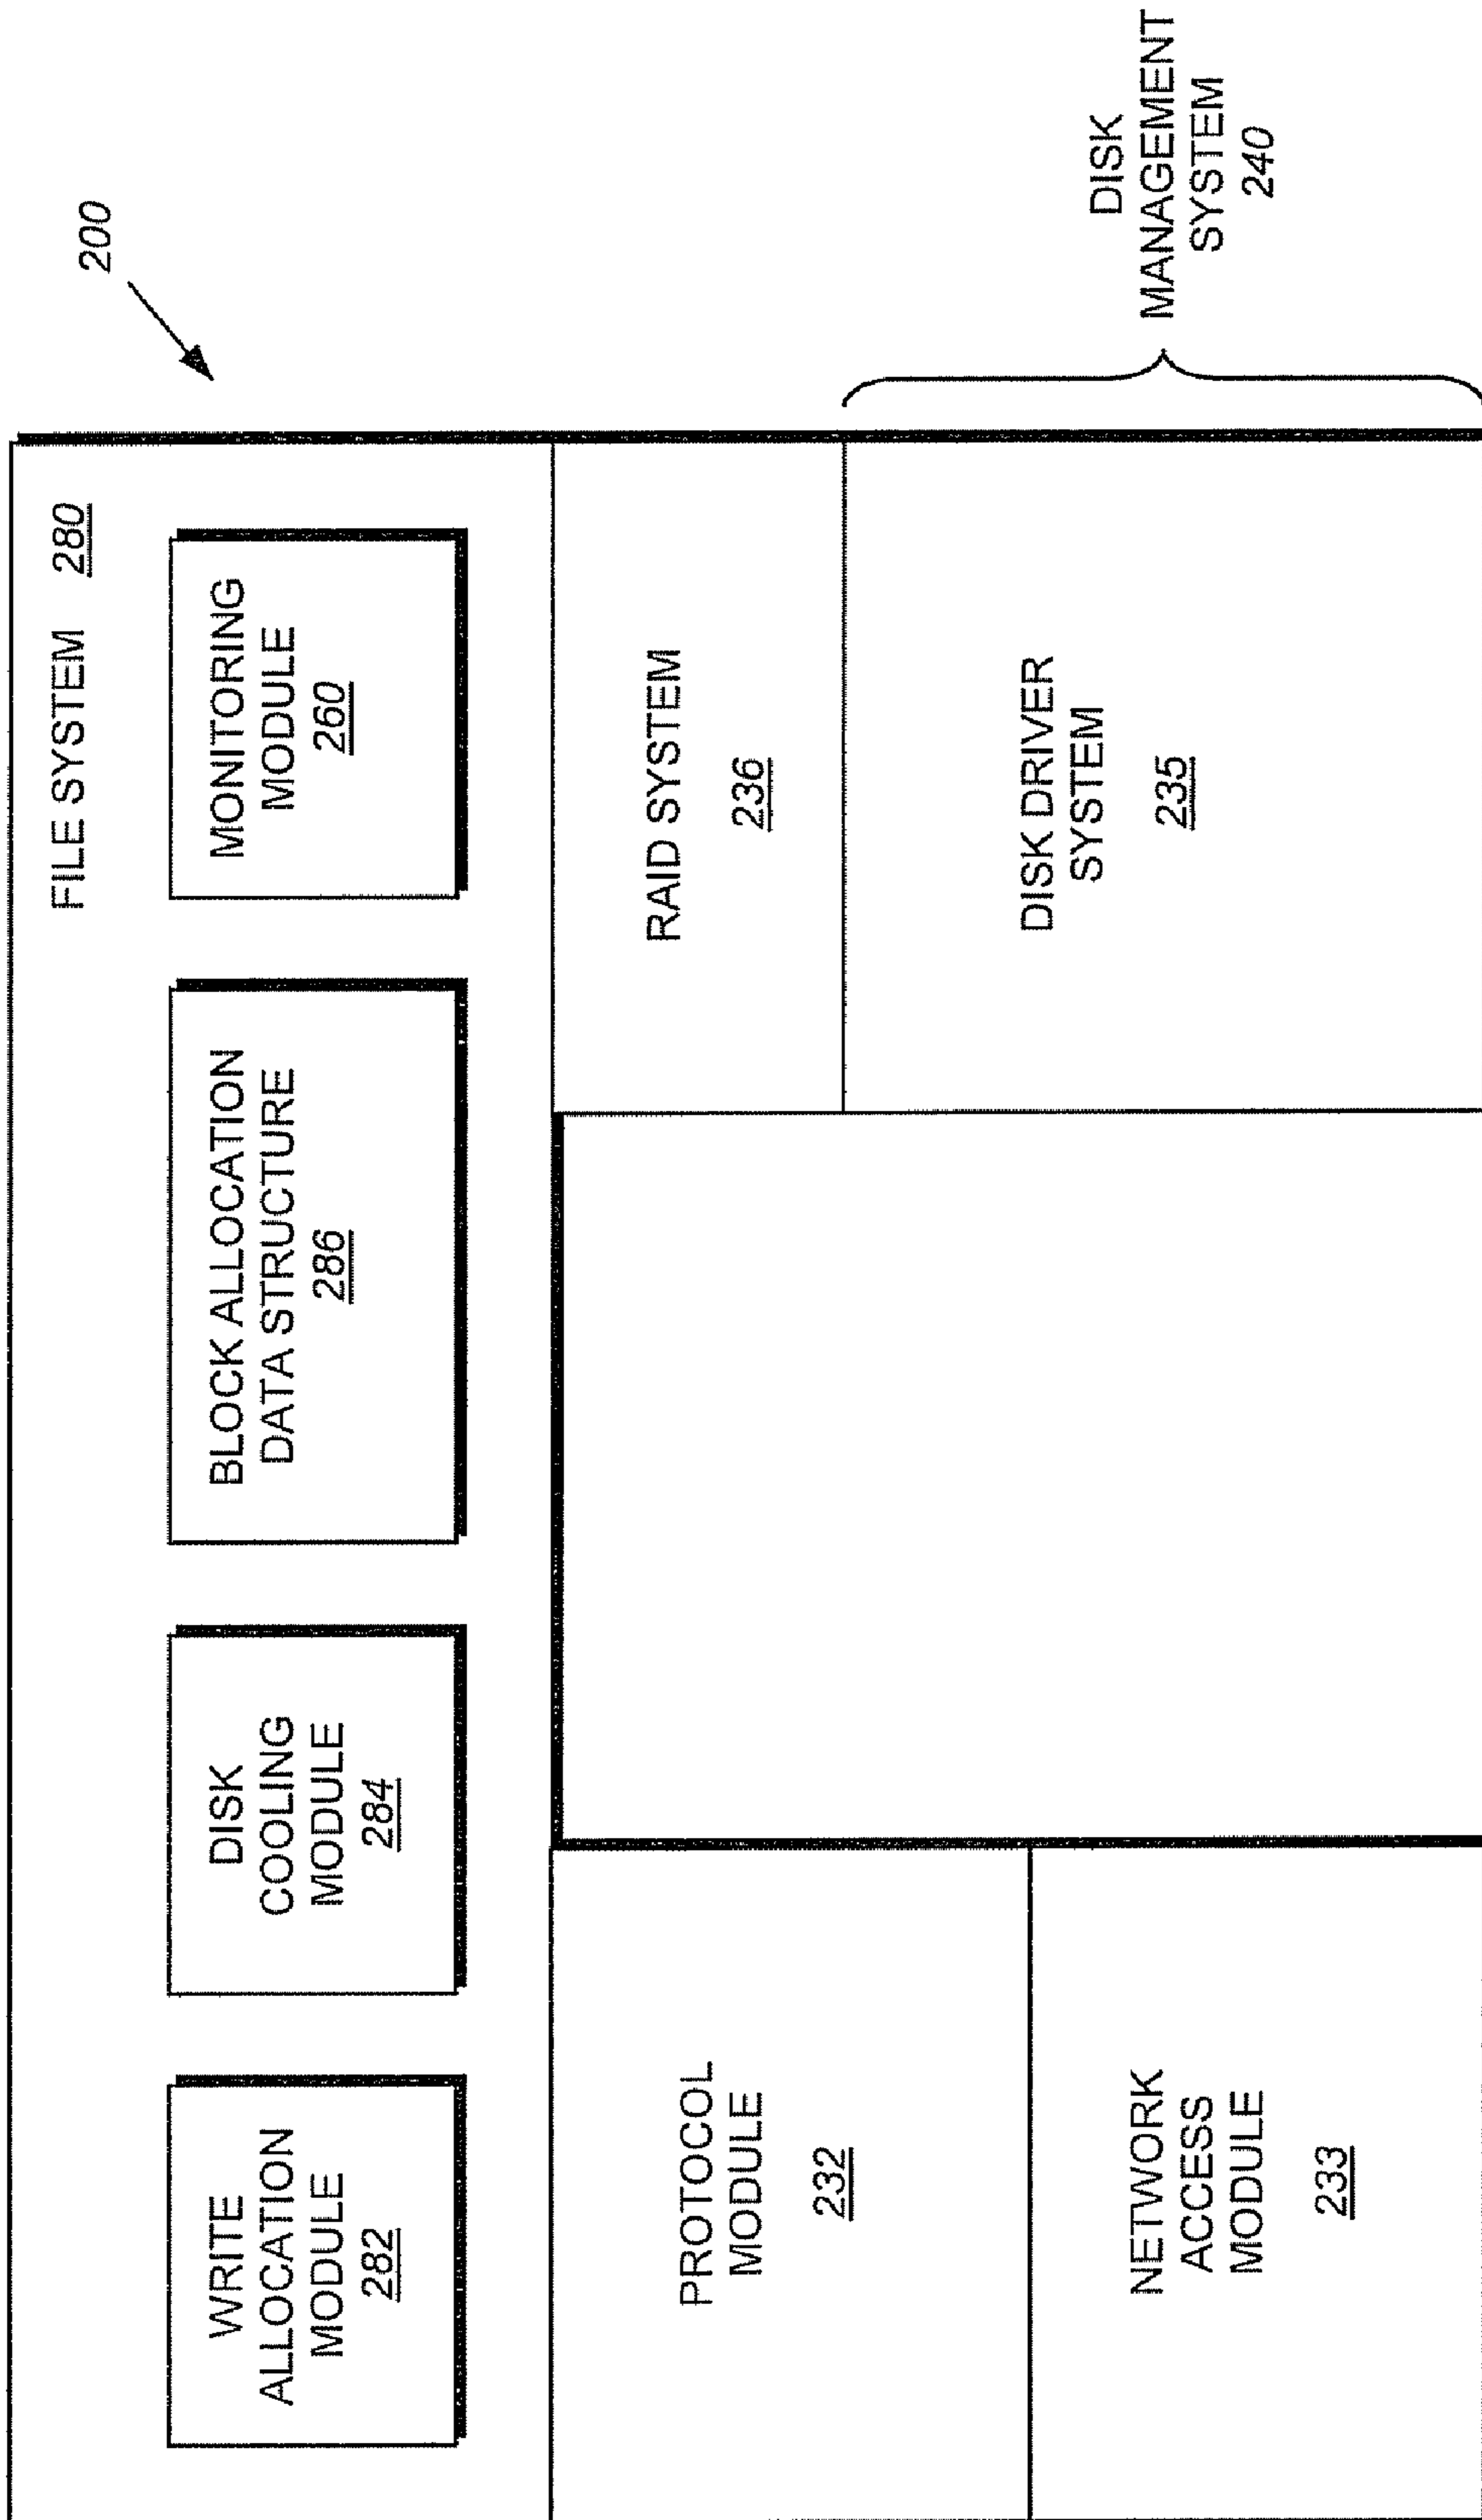 200
FILE SYSTEM 280
WRITE
ALLOCATION
MODULE
282
DISK
COOLING
MODULE
284
BLOCK ALLOCATION
DATA STRUCTURE
286
MONITORING
MODULE
260
PROTOCOL
MODULE
232
NETWORK
ACCESS
MODULE
233
RAID SYSTEM
236
DISK DRIVER
SYSTEM
235
DISK
MANAGEMENT
SYSTEM
240